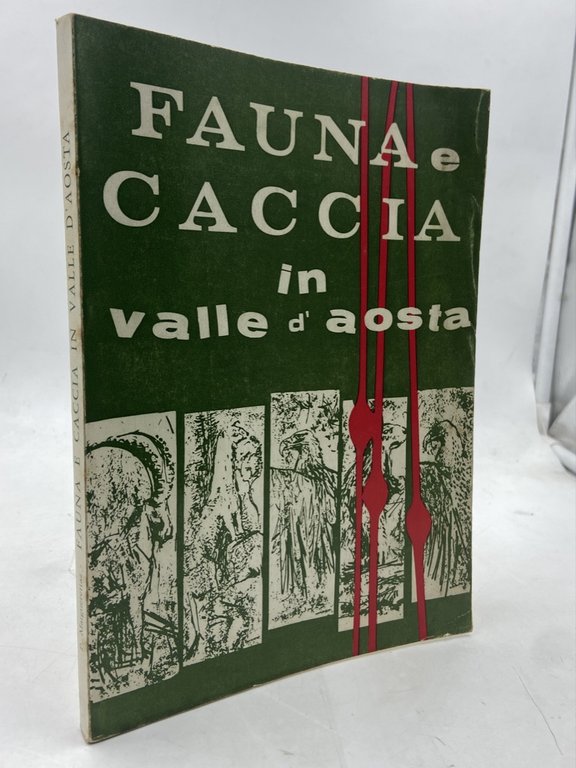 FAUNA e
CACCIA
in
valle d' aosta
FAUNA E CACCIA IN VALLE D'AOSTA